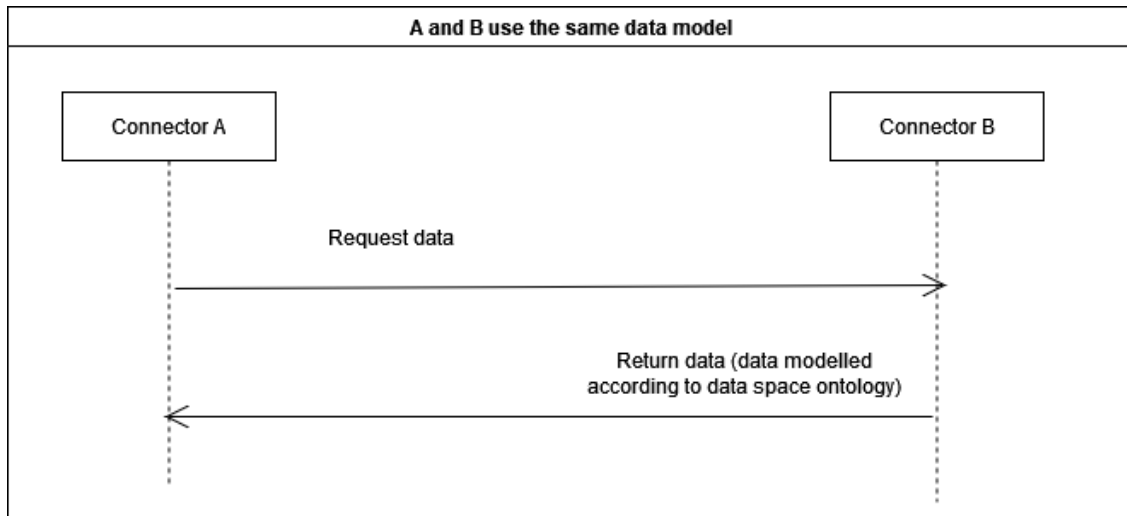 A and B use the same data model
Connector A
Connector B
Request data
Return data (data modelled
according to data space ontology)